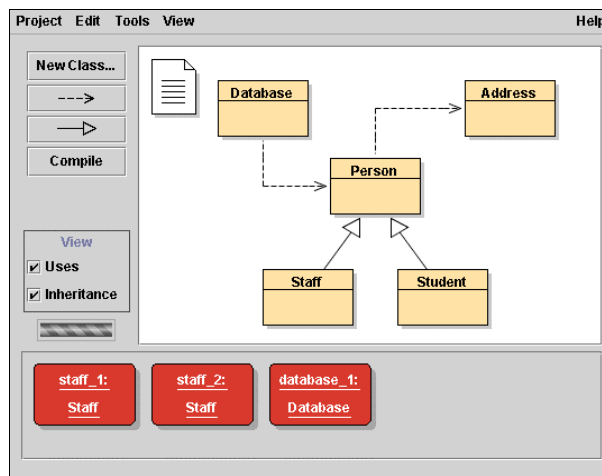 Project Edit Tools View Help
New Class...
Compile
View
Uses
Inheritance
Database
Address
Person
Staff
Student
staff_1:
Staff
staff_2:
Staff
database_1:
Database